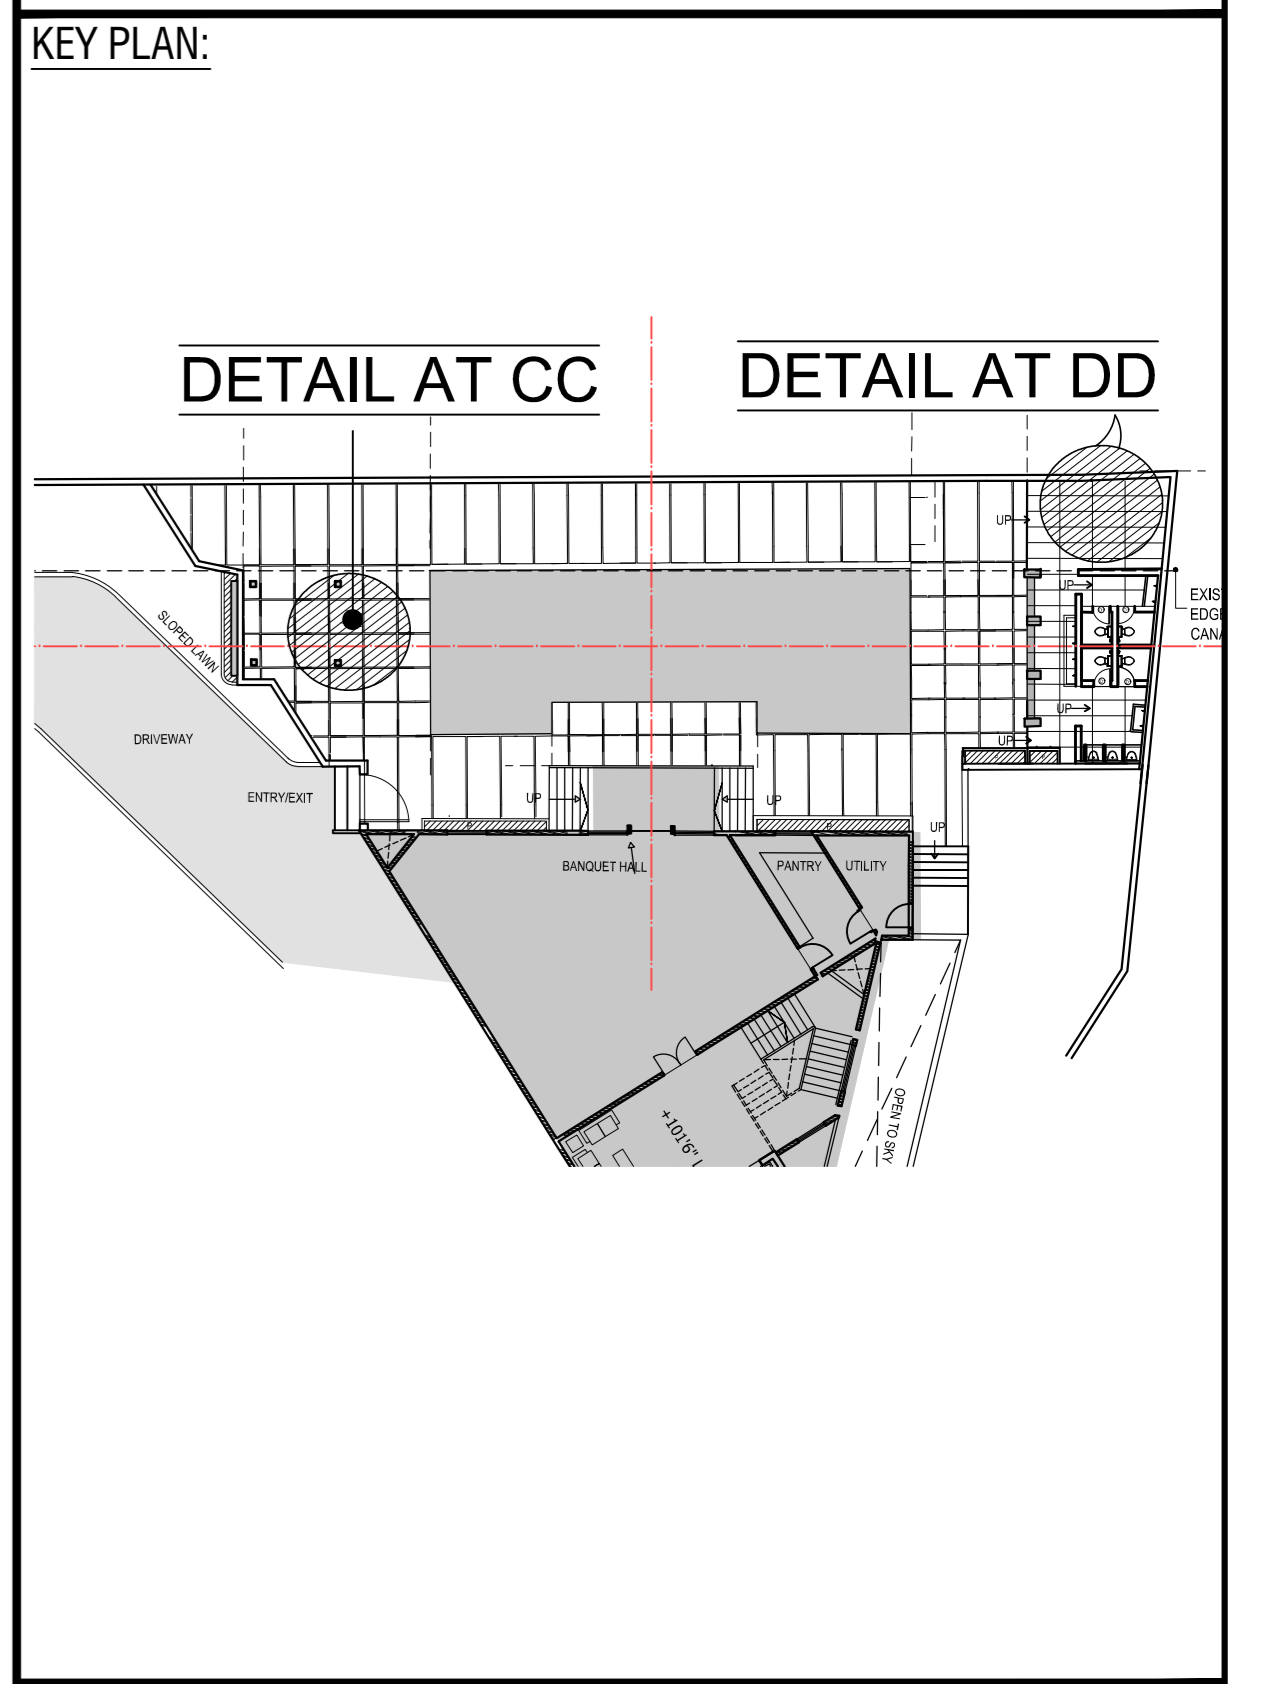 KEY PLAN:
DETAIL AT CC
DETAIL AT DD
UP
UP
EXIS
EDGE
CANA
SLOPED LAWN
UP
DRIVEWAY
UP
ENTRY/EXIT
UP
UP
UP
BANQUET HALL
PANTRY
UTILITY
OPEN TO SKY
+101'6" L